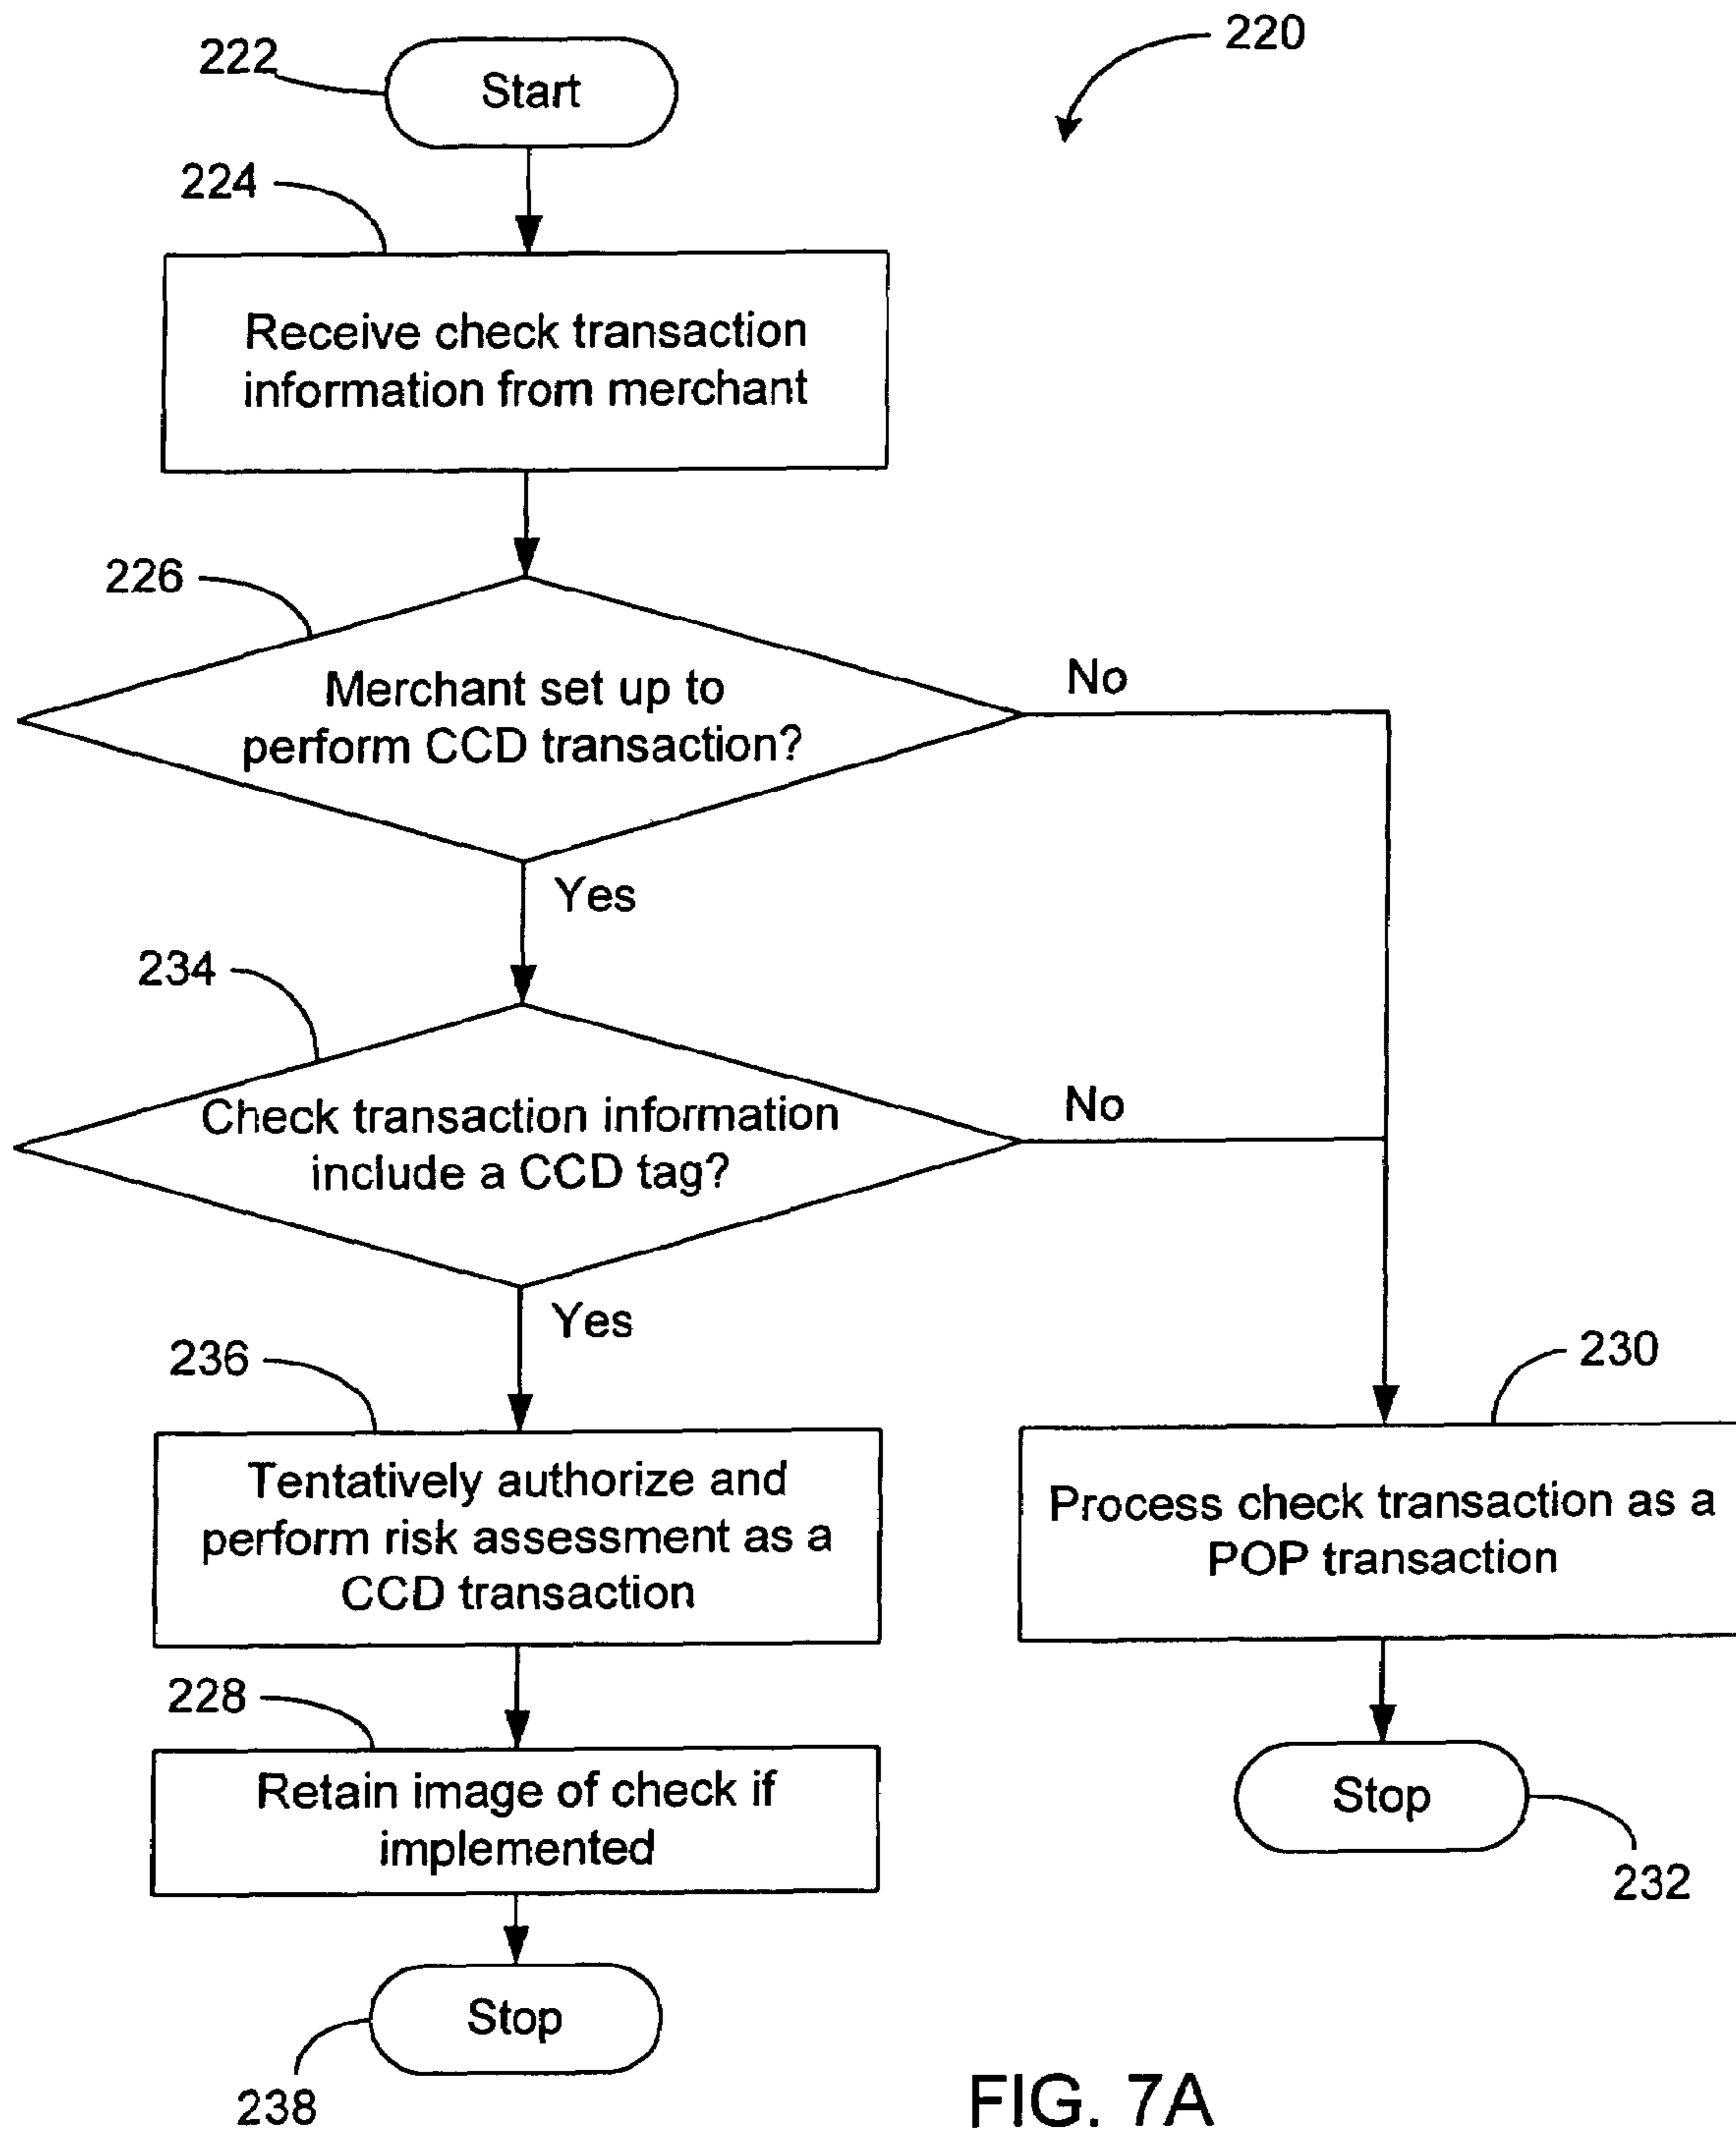 220
222
Start
224
Receive check transaction
information from merchant
226
Merchant set up to
perform CCD transaction?
No
Yes
234
Check transaction information
include a CCD tag?
No
Yes
236
Tentatively authorize and
perform risk assessment as a
CCD transaction
230
Process check transaction as a
POP transaction
228
Retain image of check if
implemented
Stop
232
Stop
238
FIG. 7A